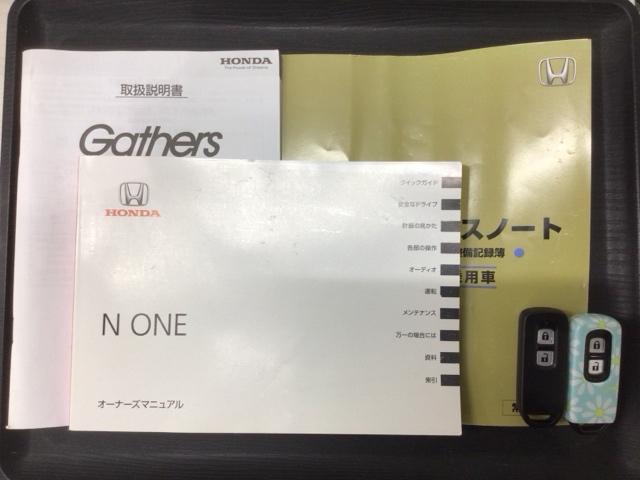 HONDA
The Power of Dreams
取扱説明書
Gathers
HONDA
N ONE
オーナーズマニュアル
クイックガイド
安全なドライブ
計器の見かた
各部の操作
オーディオ
運転
メンテナンス
万一の場合には
資料
索引
スノート
備記録簿
用車